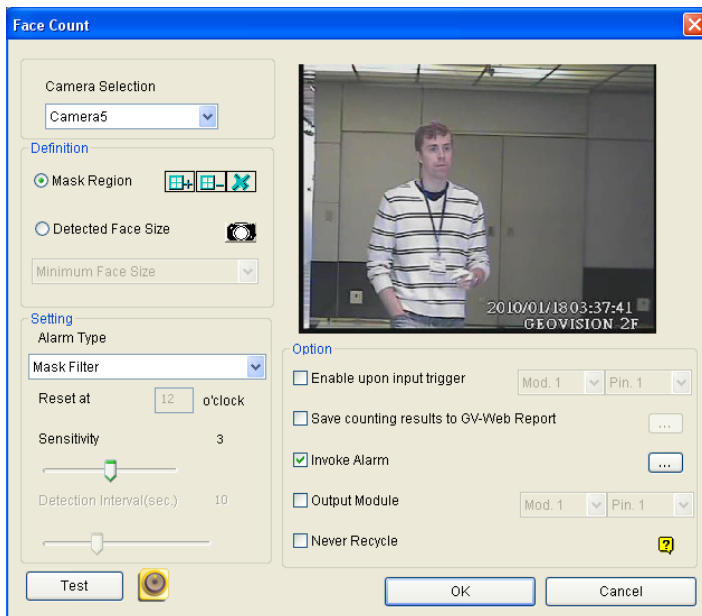 Face Count
Camera Selection
Camera5
Definition
Mask Region
Detected Face Size
Minimum Face Size
Setting
Alarm Type
Mask Filter
Reset at 12 o'clock
Sensitivity 3
Detection Interval(sec.) 10
Test
2010/01/18 03:37:41
GEOVISION 2F
Option
Enable upon input trigger Mod. 1 Pin. 1
Save counting results to GV-Web Report ...
Invoke Alarm ...
Output Module Mod. 1 Pin. 1
Never Recycle ?
OK Cancel